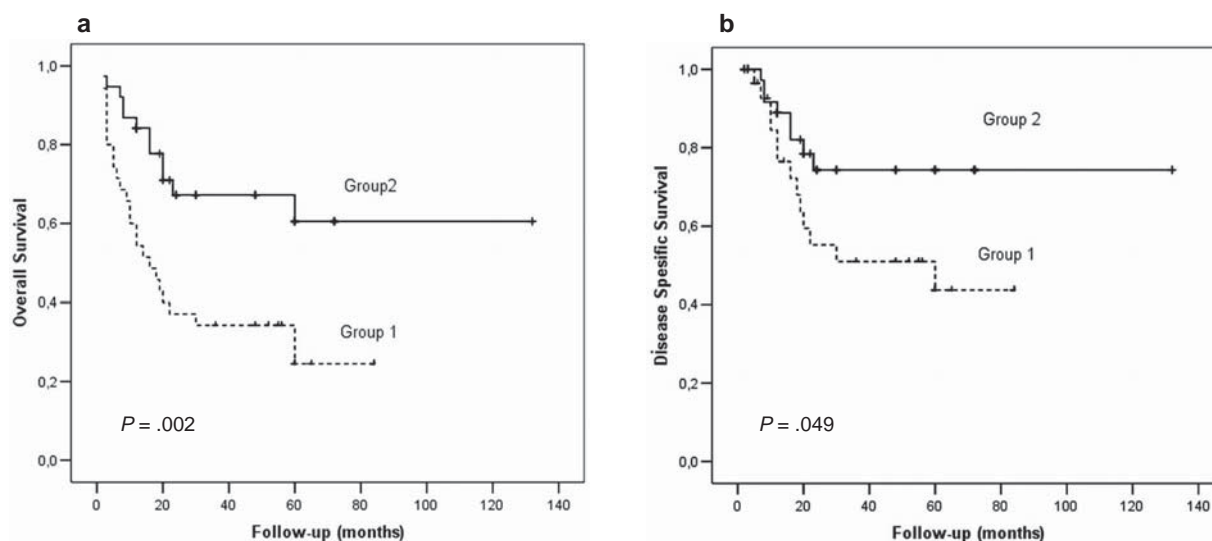 a
Overall Survival
1,0
0,8
0,6
0,4
0,2
0,0
Group2
Group 1
P = .002
0 20 40 60 80 100 120 140
Follow-up (months)
b
Disease Spesific Survival
1,0
0,8
0,6
0,4
0,2
0,0
Group 2
Group 1
P = .049
0 20 40 60 80 100 120 140
Follow-up (months)